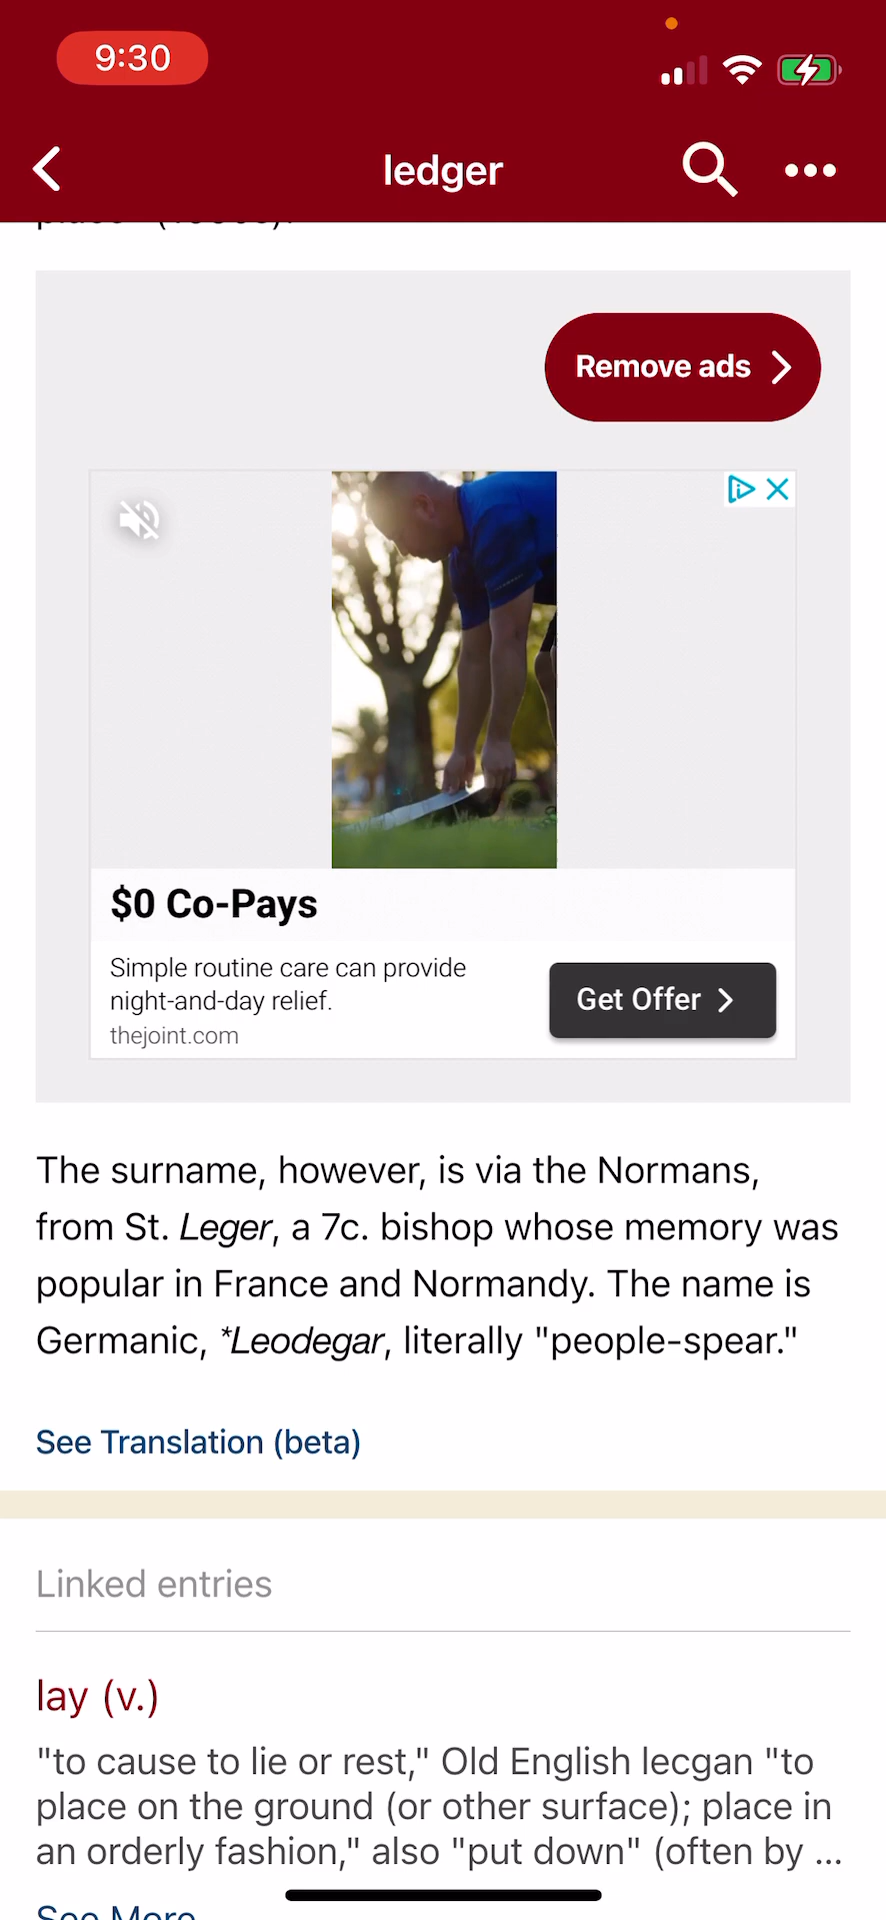 9:30
ledger
Remove ads
$0 Co-Pays
Simple routine care can provide
night-and-day relief.
thejoint.com
Get Offer
The surname, however, is via the Normans,
from St. Leger, a 7c. bishop whose memory was
popular in France and Normandy. The name is
Germanic, *Leodegar, literally "people-spear."
See Translation (beta)
Linked entries
lay (v.)
"to cause to lie or rest," Old English lecgan "to
place on the ground (or other surface); place in
an orderly fashion," also "put down" (often by ...
See More